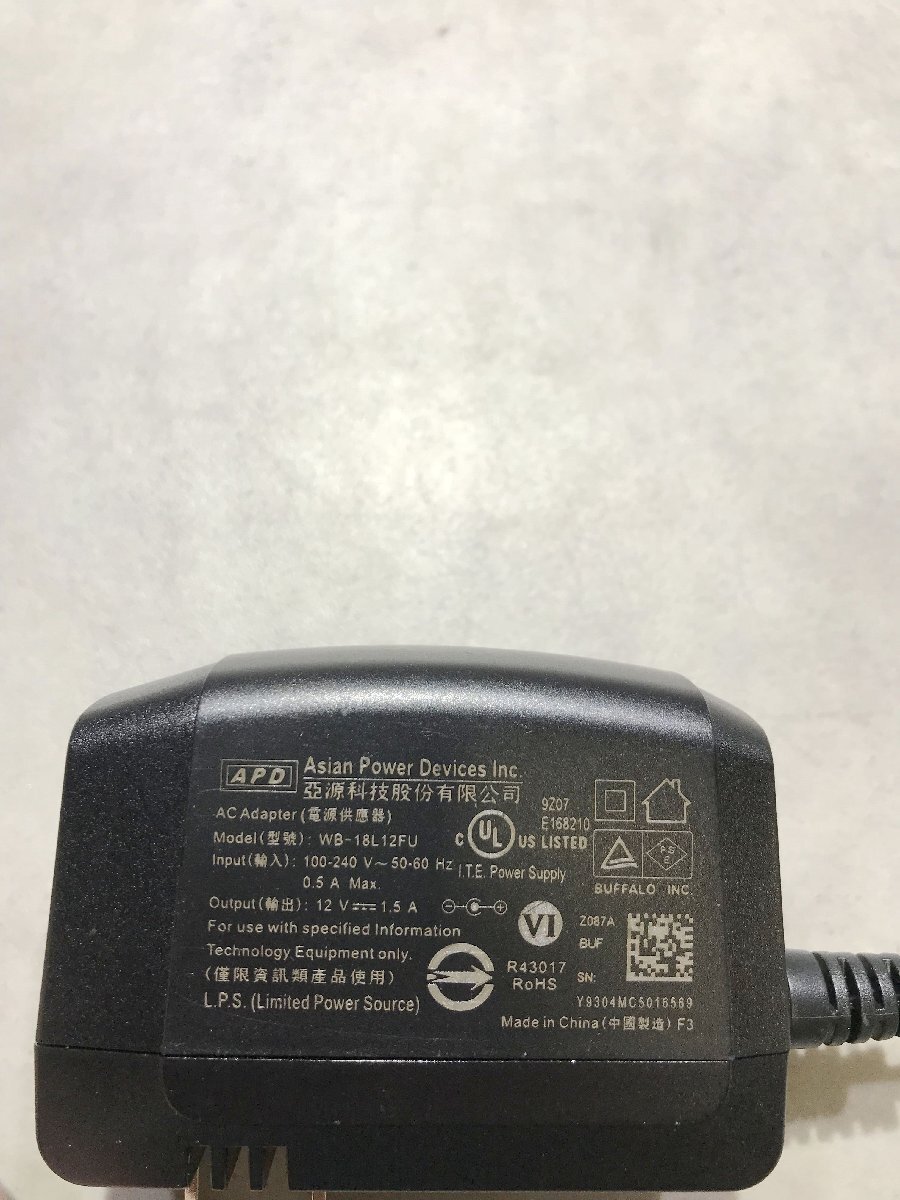 APD Asian Power Devices Inc.
亞源科技股份有限公司
AC Adapter (電源供應器)
Model(型號): WB-18L12FU
Input(輸入): 100-240 V~50-60 Hz
0.5 A Max.
Output(輸出): 12 V⎓1.5 A
For use with specified Information
Technology Equipment only.
(僅限資訊類產品使用)
L.P.S. (Limited Power Source)
9Z07
E168210
C UL US LISTED
I.T.E. Power Supply
PS
E
BUFFALO INC.
VI
Z087A
BUF
R43017
RoHS
SN:
Y9304MC5016569
Made in China(中國製造) F3